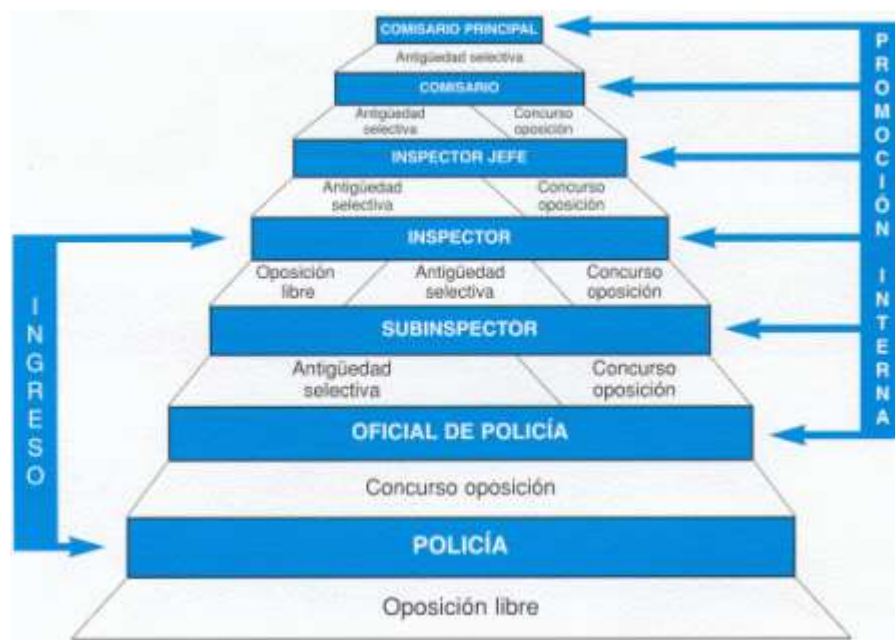 COMISARIO PRINCIPAL
Antigüedad selectiva
COMISARIO
Antigüedad
selectiva
Concurso
oposición
INSPECTOR JEFE
Antigüedad
selectiva
Concurso
oposición
INSPECTOR
Oposición
libre
Antigüedad
selectiva
Concurso
oposición
SUBINSPECTOR
Antigüedad
selectiva
Concurso
oposición
OFICIAL DE POLICÍA
Concurso oposición
POLICÍA
Oposición libre
INGRESO
PROMOCIÓN INTERNA